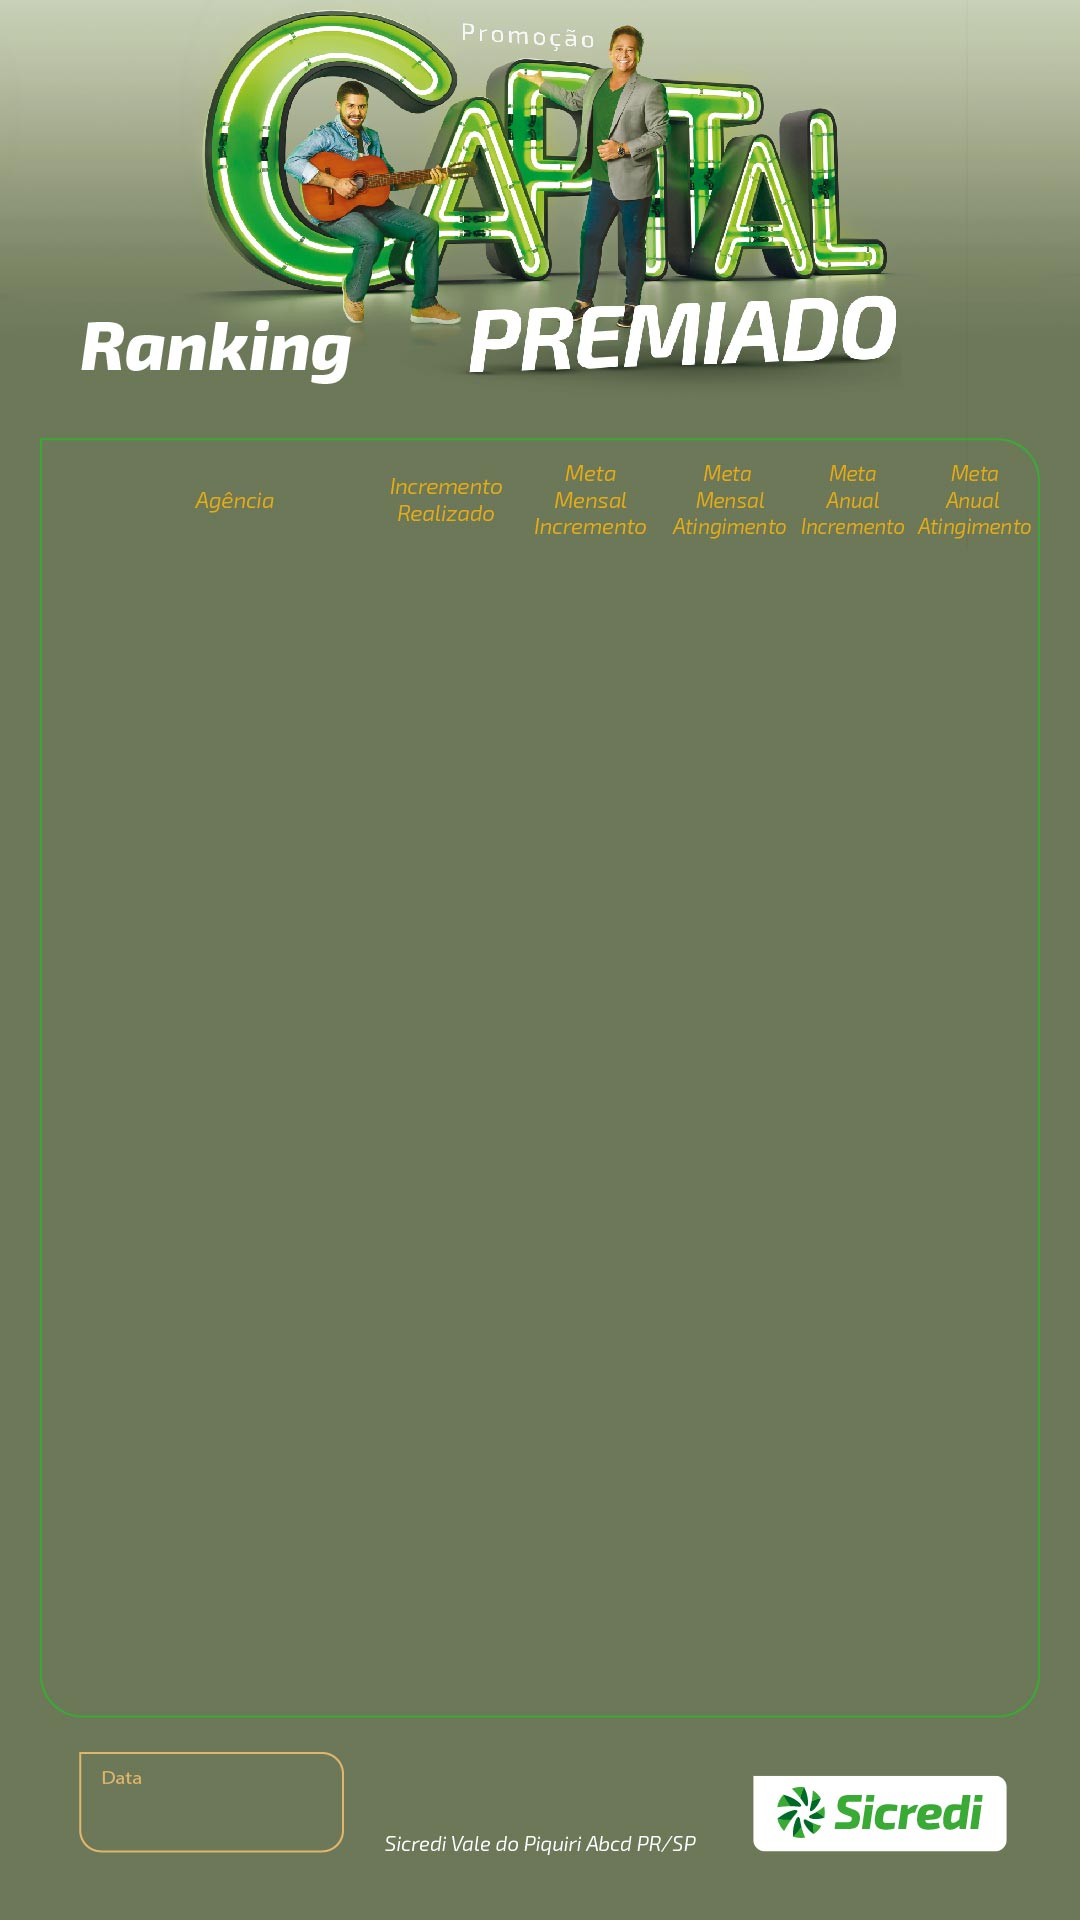 Promoção
CAPITAL
Ranking PREMIADO
Agência
Incremento
Realizado
Meta
Mensal
Incremento
Meta
Mensal
Atingimento
Meta
Anual
Incremento
Meta
Anual
Atingimento
Data
Sicredi Vale do Piquiri Abcd PR/SP
Sicredi